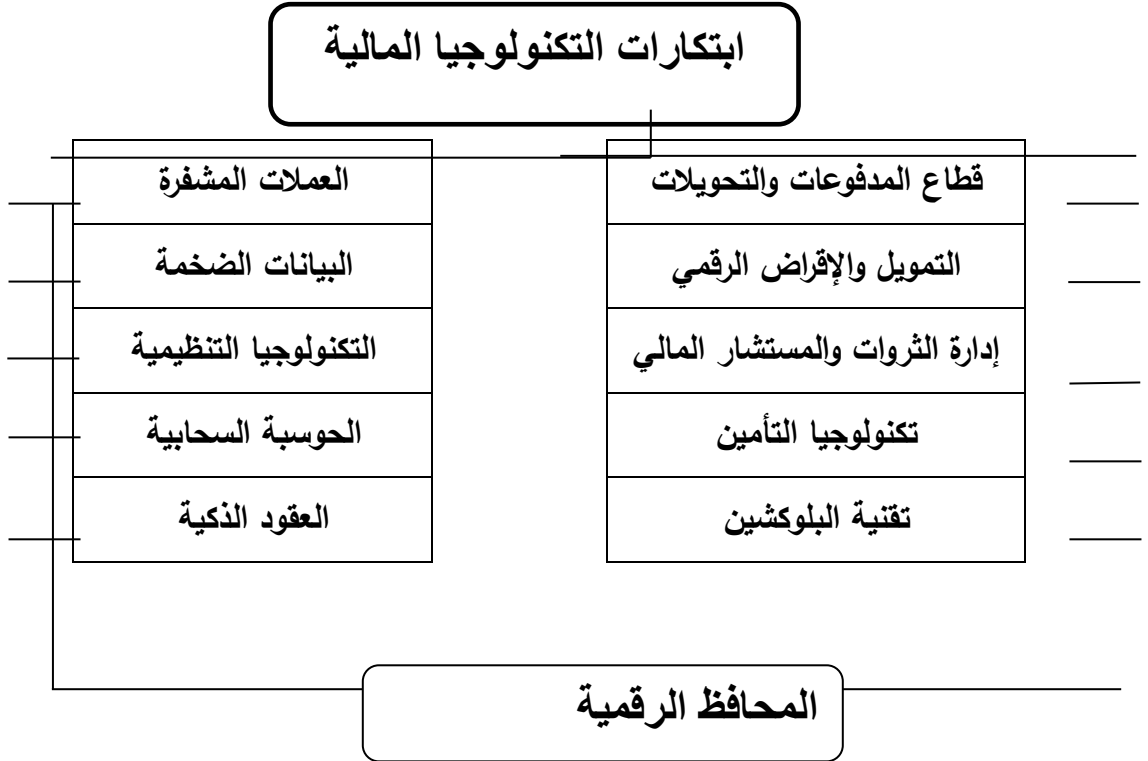 ابتكارات التكنولوجيا المالية
قطاع المدفوعات والتحويلات
التمويل والإقراض الرقمي
إدارة الثروات والمستشار المالي
تكنولوجيا التأمين
تقنية البلوكشين
العملات المشفرة
البيانات الضخمة
التكنولوجيا التنظيمية
الحوسبة السحابية
العقود الذكية
المحافظ الرقمية